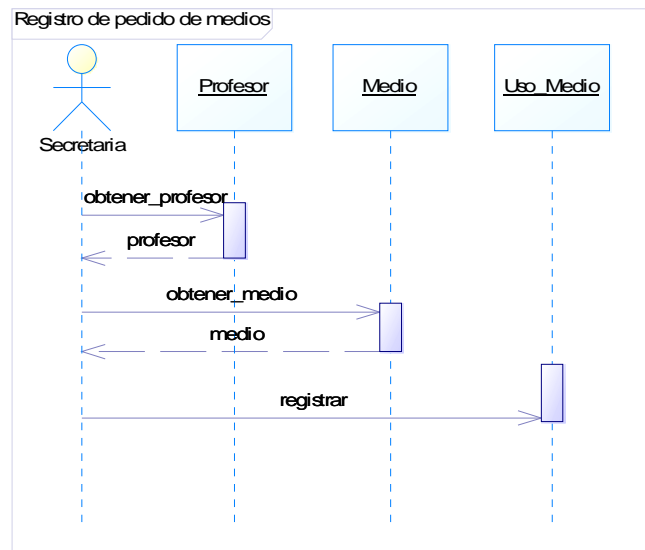 Registro de pedido de medios
Profesor
Medio
Uso_Medio
Secretaria
obtener_profesor
profesor
obtener_medio
medio
registrar